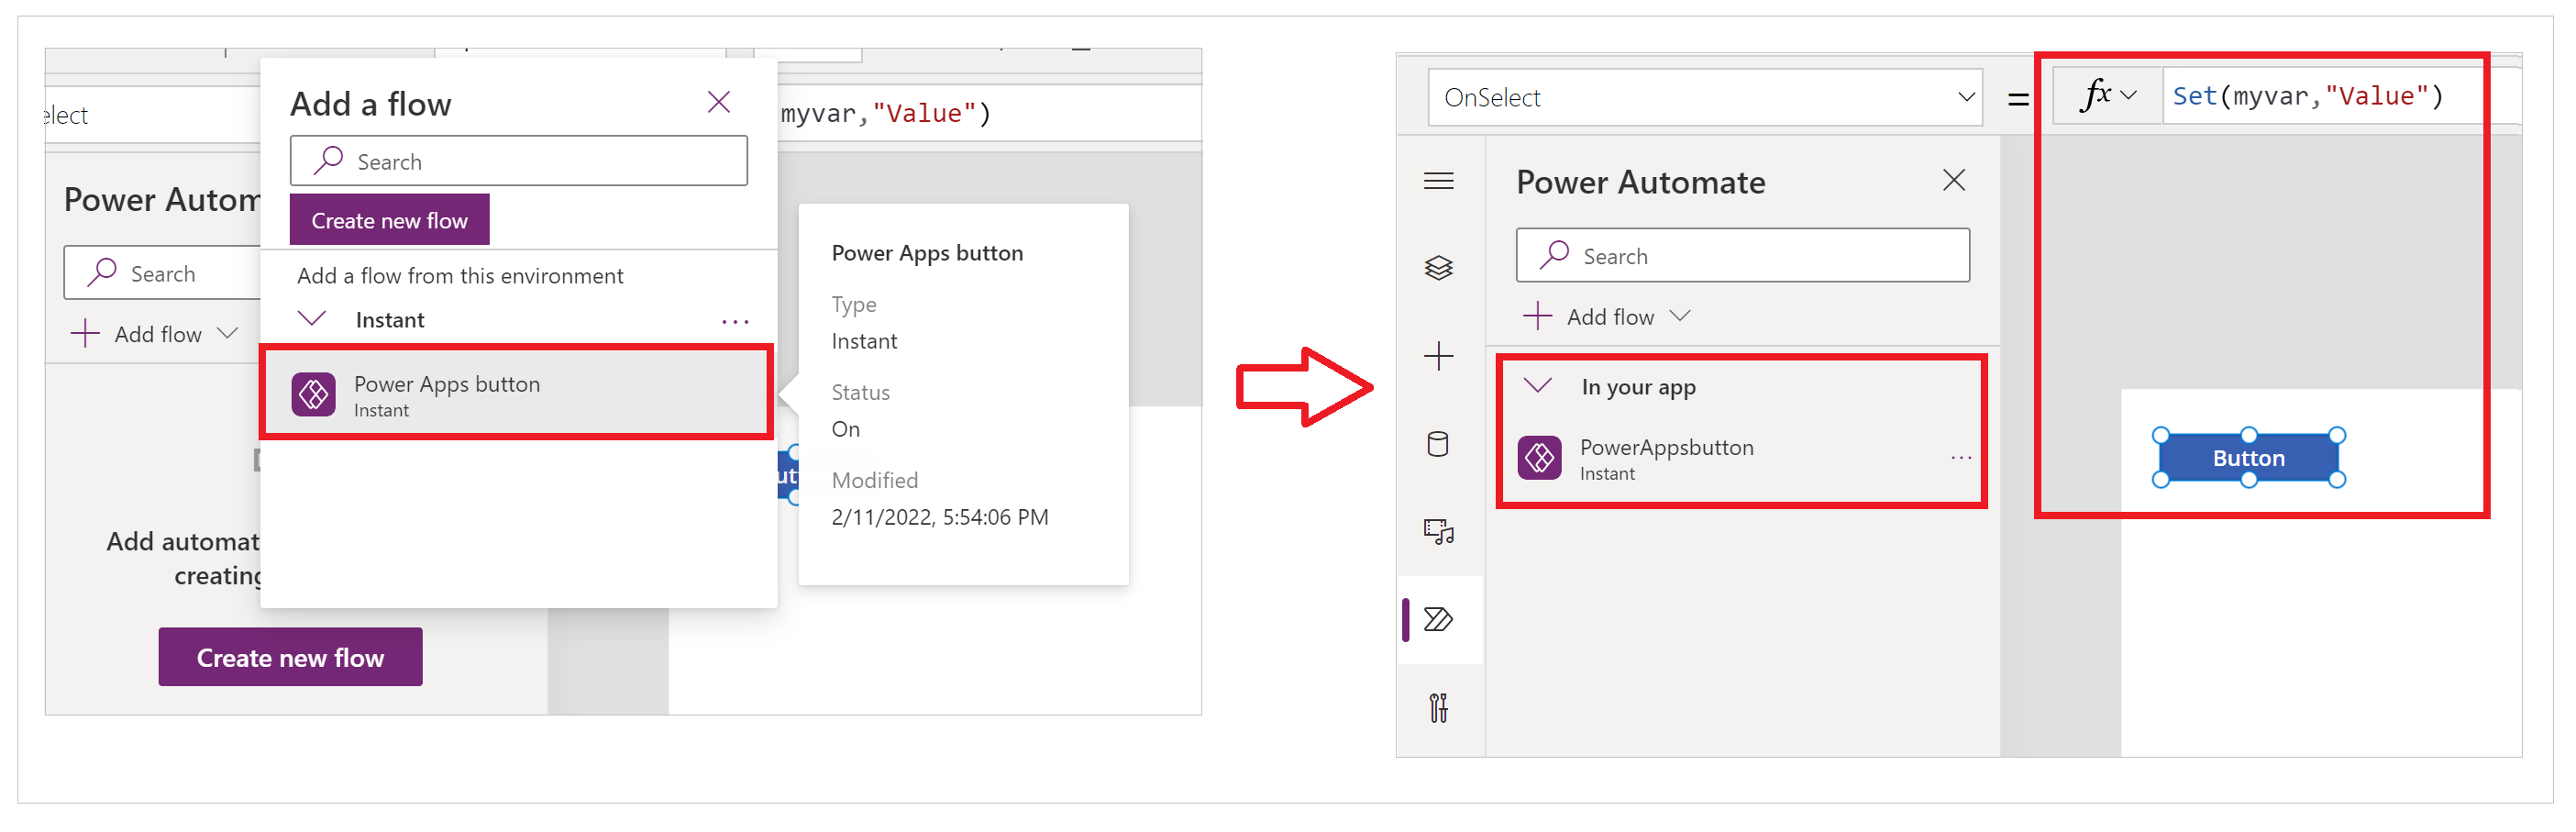 elect
myvar,"Value")
Power Autom
Search
Add flow
Add automat
creating
Create new flow
Add a flow
Search
Create new flow
Add a flow from this environment
Instant
...
Power Apps button
Instant
Power Apps button
Type
Instant
Status
On
Modified
2/11/2022, 5:54:06 PM
OnSelect
=
fx
Set(myvar,"Value")
Power Automate
Search
Add flow
In your app
PowerAppsbutton
Instant
...
Button